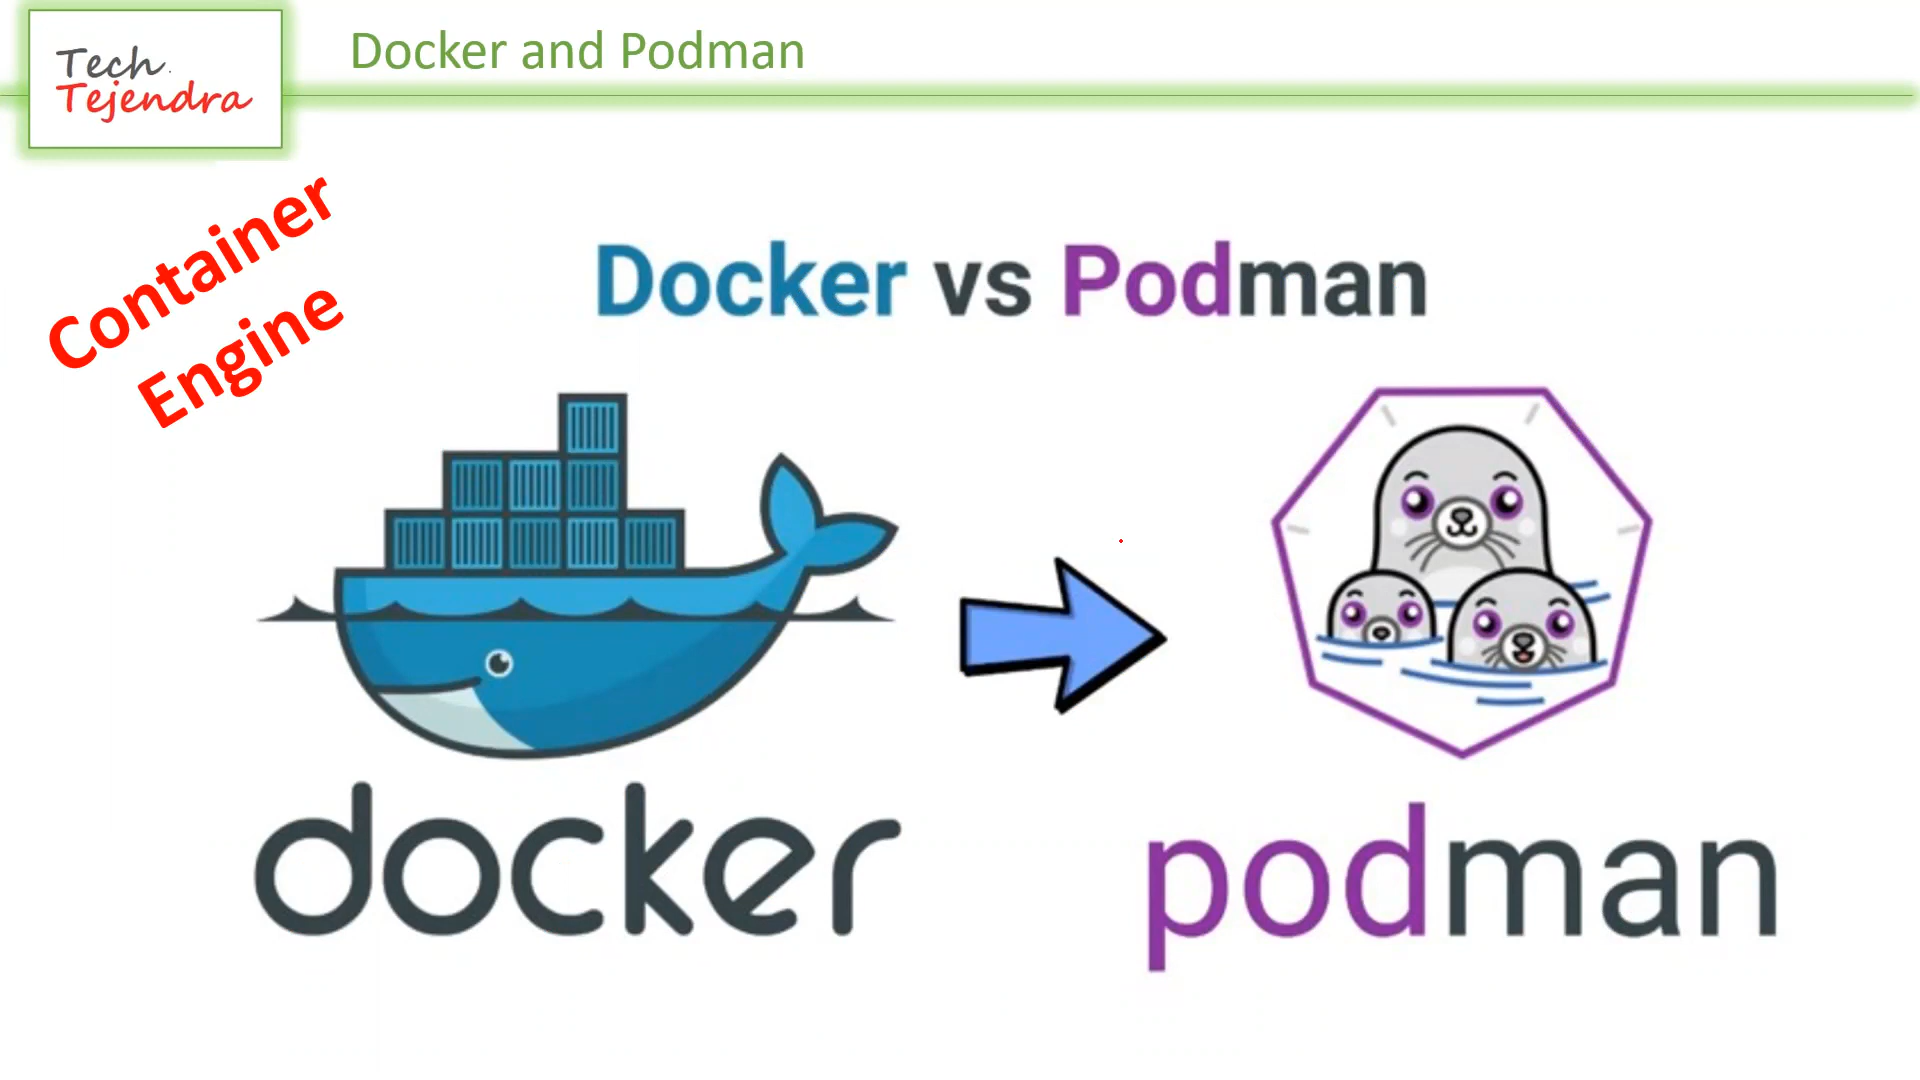 Tech
Tejendra
Docker and Podman
Container
Engine
Docker vs Podman
docker
podman